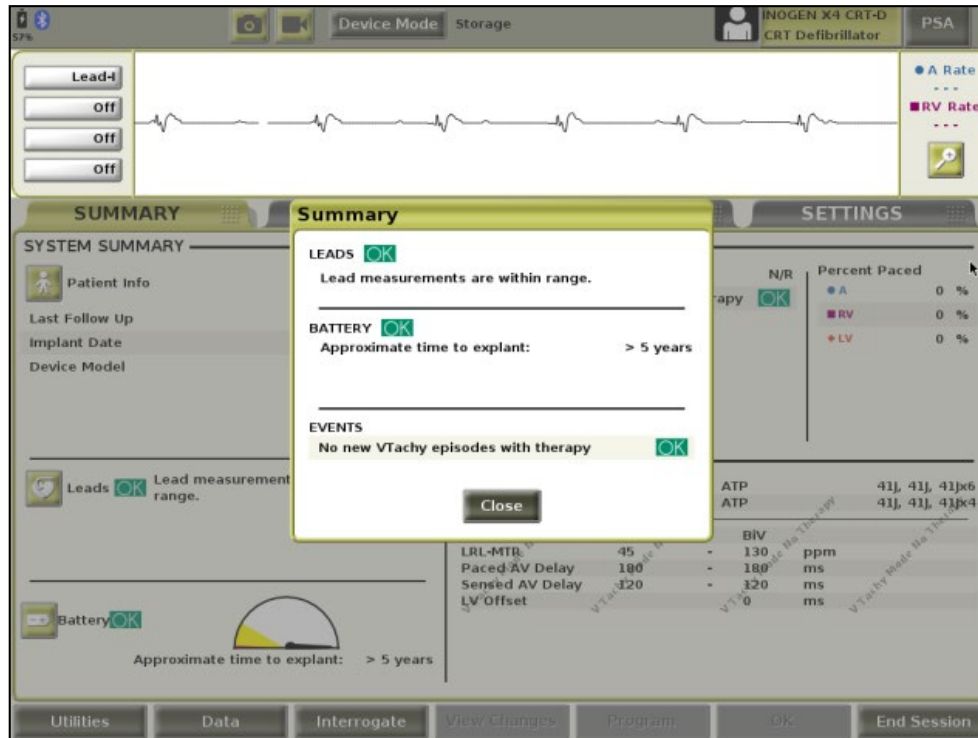 57%
Device Mode Storage
INOGEN X4 CRT-D
CRT Defibrillator
PSA
Lead-I
Off
Off
Off
A Rate
---
RV Rate
---
SUMMARY
SETTINGS
SYSTEM SUMMARY
Patient Info
Last Follow Up
Implant Date
Device Model
Summary
LEADS OK
Lead measurements are within range.
BATTERY OK
Approximate time to explant: > 5 years
EVENTS
No new VTachy episodes with therapy OK
Close
N/R
rapy OK
Percent Paced
A 0 %
RV 0 %
LV 0 %
Leads OK Lead measurement
range.
ATP 41J, 41J, 41Jx6
ATP 41J, 41J, 41Jx4
BiV
LRL-MTR 45 - 130 ppm
Paced AV Delay 180 - 180 ms
Sensed AV Delay 120 - 120 ms
LV Offset 0 ms
Battery OK
Approximate time to explant: > 5 years
Utilities Data Interrogate View Changes Program OK End Session